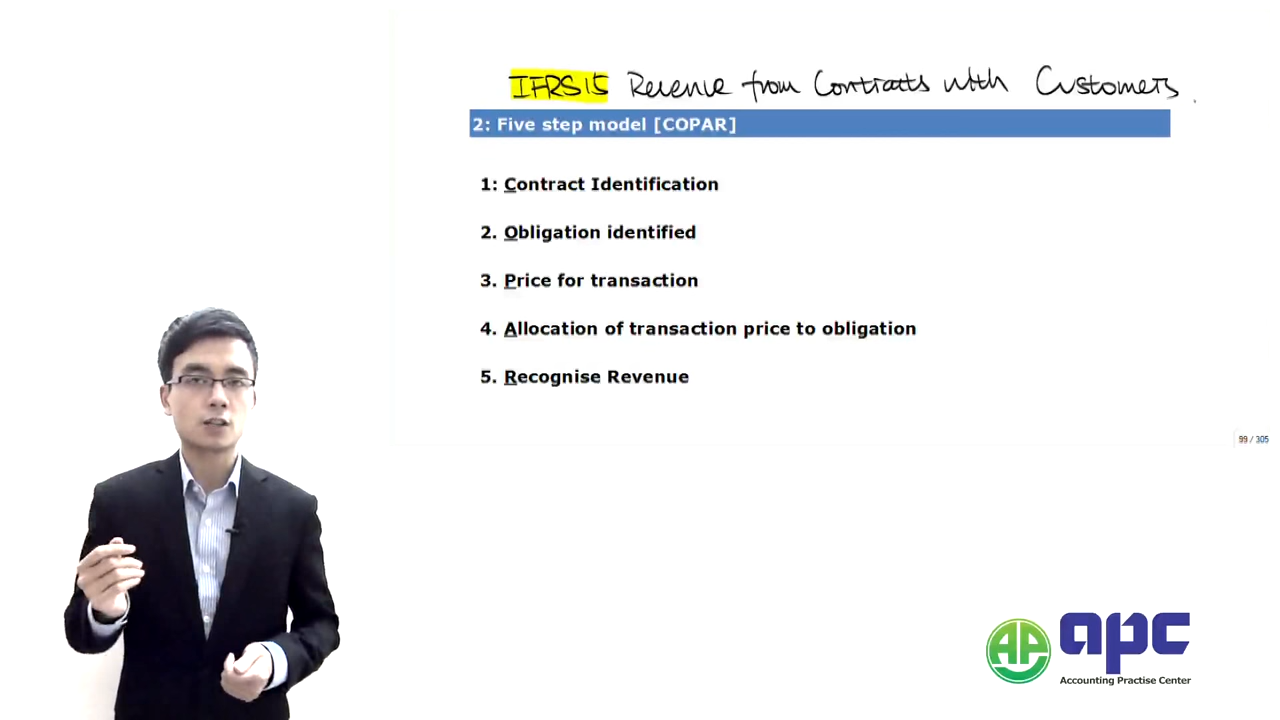 IFRS15 Revenue from Contracts with Customers.
2: Five step model [COPAR]
1: Contract Identification
2. Obligation identified
3. Price for transaction
4. Allocation of transaction price to obligation
5. Recognise Revenue
99 / 305
AP apc
Accounting Practise Center